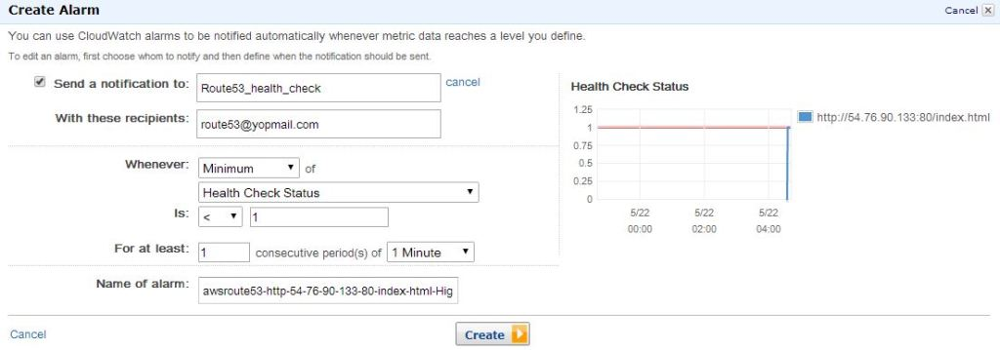 Create Alarm
Cancel
You can use CloudWatch alarms to be notified automatically whenever metric data reaches a level you define.
To edit an alarm, first choose whom to notify and then define when the notification should be sent.
Send a notification to: Route53_health_check cancel
With these recipients: route53@yopmail.com
Whenever: Minimum of
Health Check Status
Is: < 1
For at least: 1 consecutive period(s) of 1 Minute
Name of alarm: awsroute53-http-54-76-90-133-80-index-html-Hig
Health Check Status
1.25
1
0.75
0.5
0.25
0
5/22 5/22 5/22
00:00 02:00 04:00
http://54.76.90.133:80/index.html
Cancel
Create